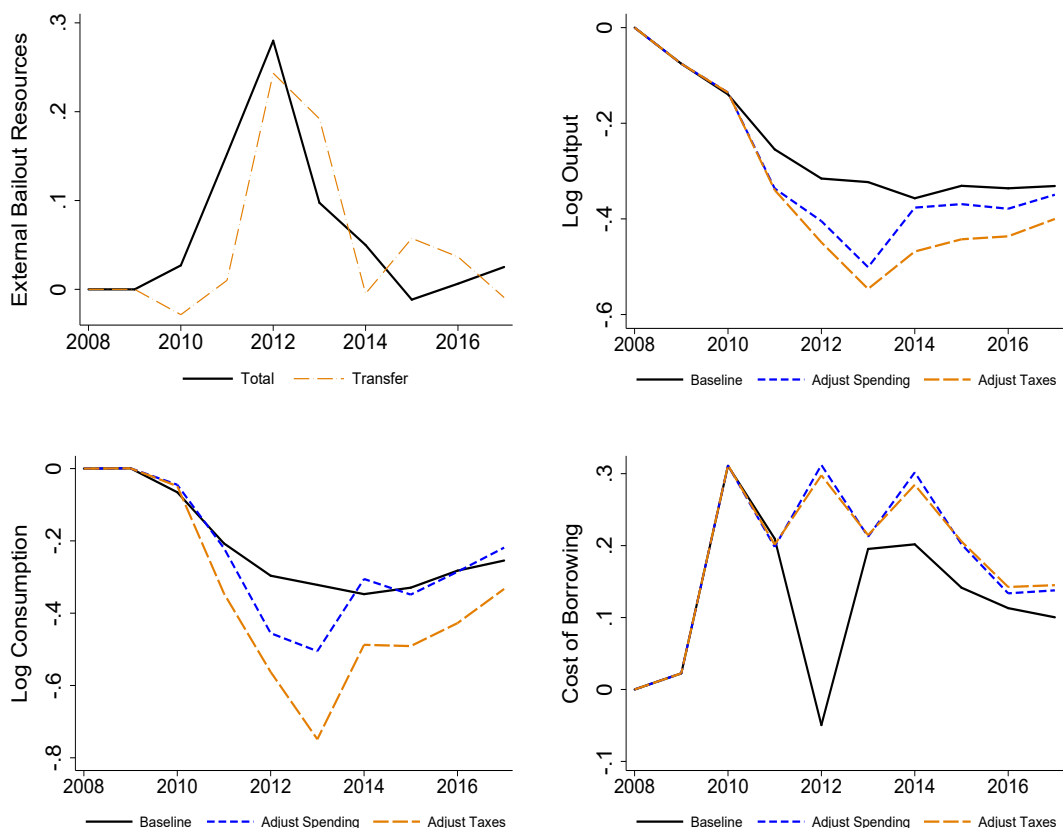 External Bailout Resources
.3
.2
.1
0
2008 2010 2012 2014 2016
Total Transfer
Log Output
0
-.2
-.4
-.6
2008 2010 2012 2014 2016
Baseline Adjust Spending Adjust Taxes
Log Consumption
0
-.2
-.4
-.6
-.8
2008 2010 2012 2014 2016
Baseline Adjust Spending Adjust Taxes
Cost of Borrowing
.3
.2
.1
0
-.1
2008 2010 2012 2014 2016
Baseline Adjust Spending Adjust Taxes